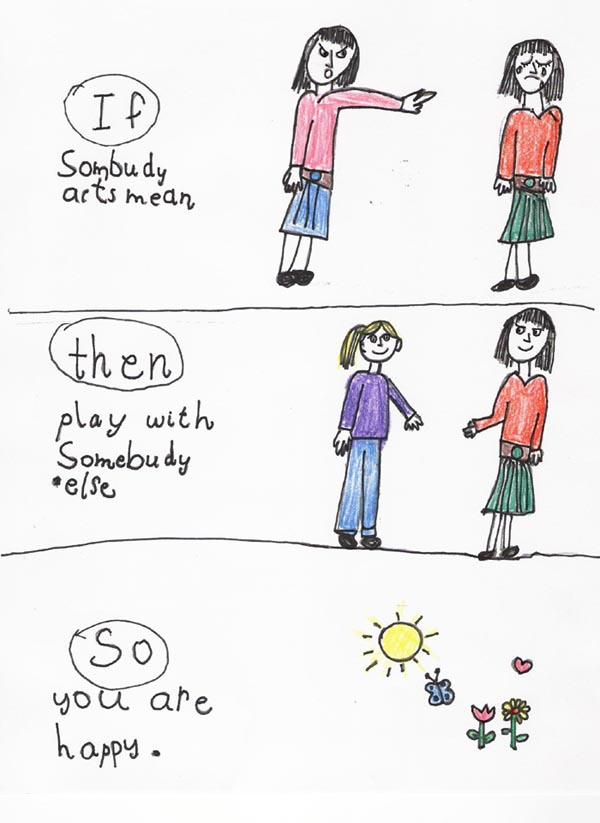 If
Sombudy
arts mean
then
play with
Somebudy
else
So
you are
happy.